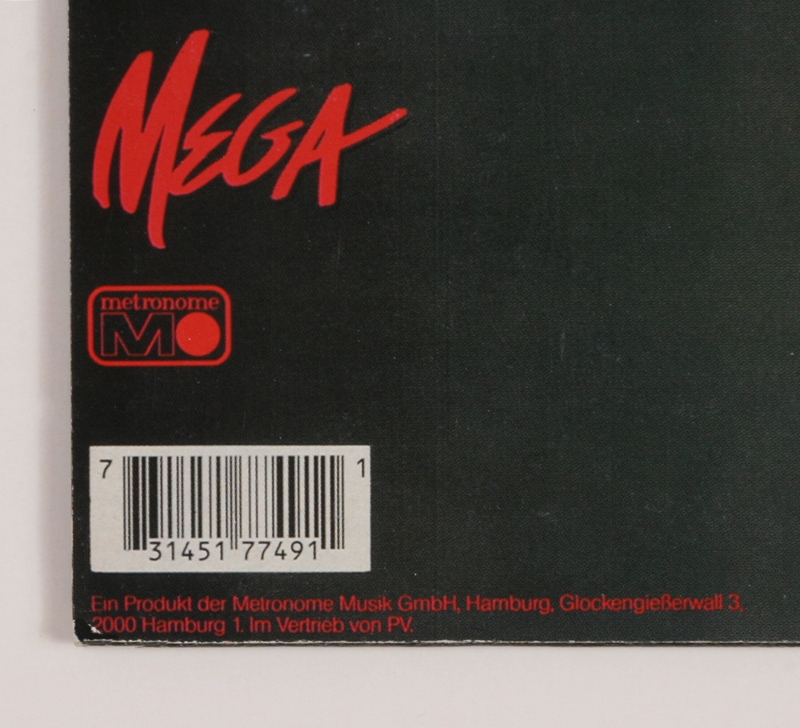 MEGA
metronome
M
7 1
31451 77491
Ein Produkt der Metronome Musik GmbH, Hamburg, Glockengießerwall 3,
2000 Hamburg 1. Im Vertrieb von PV.